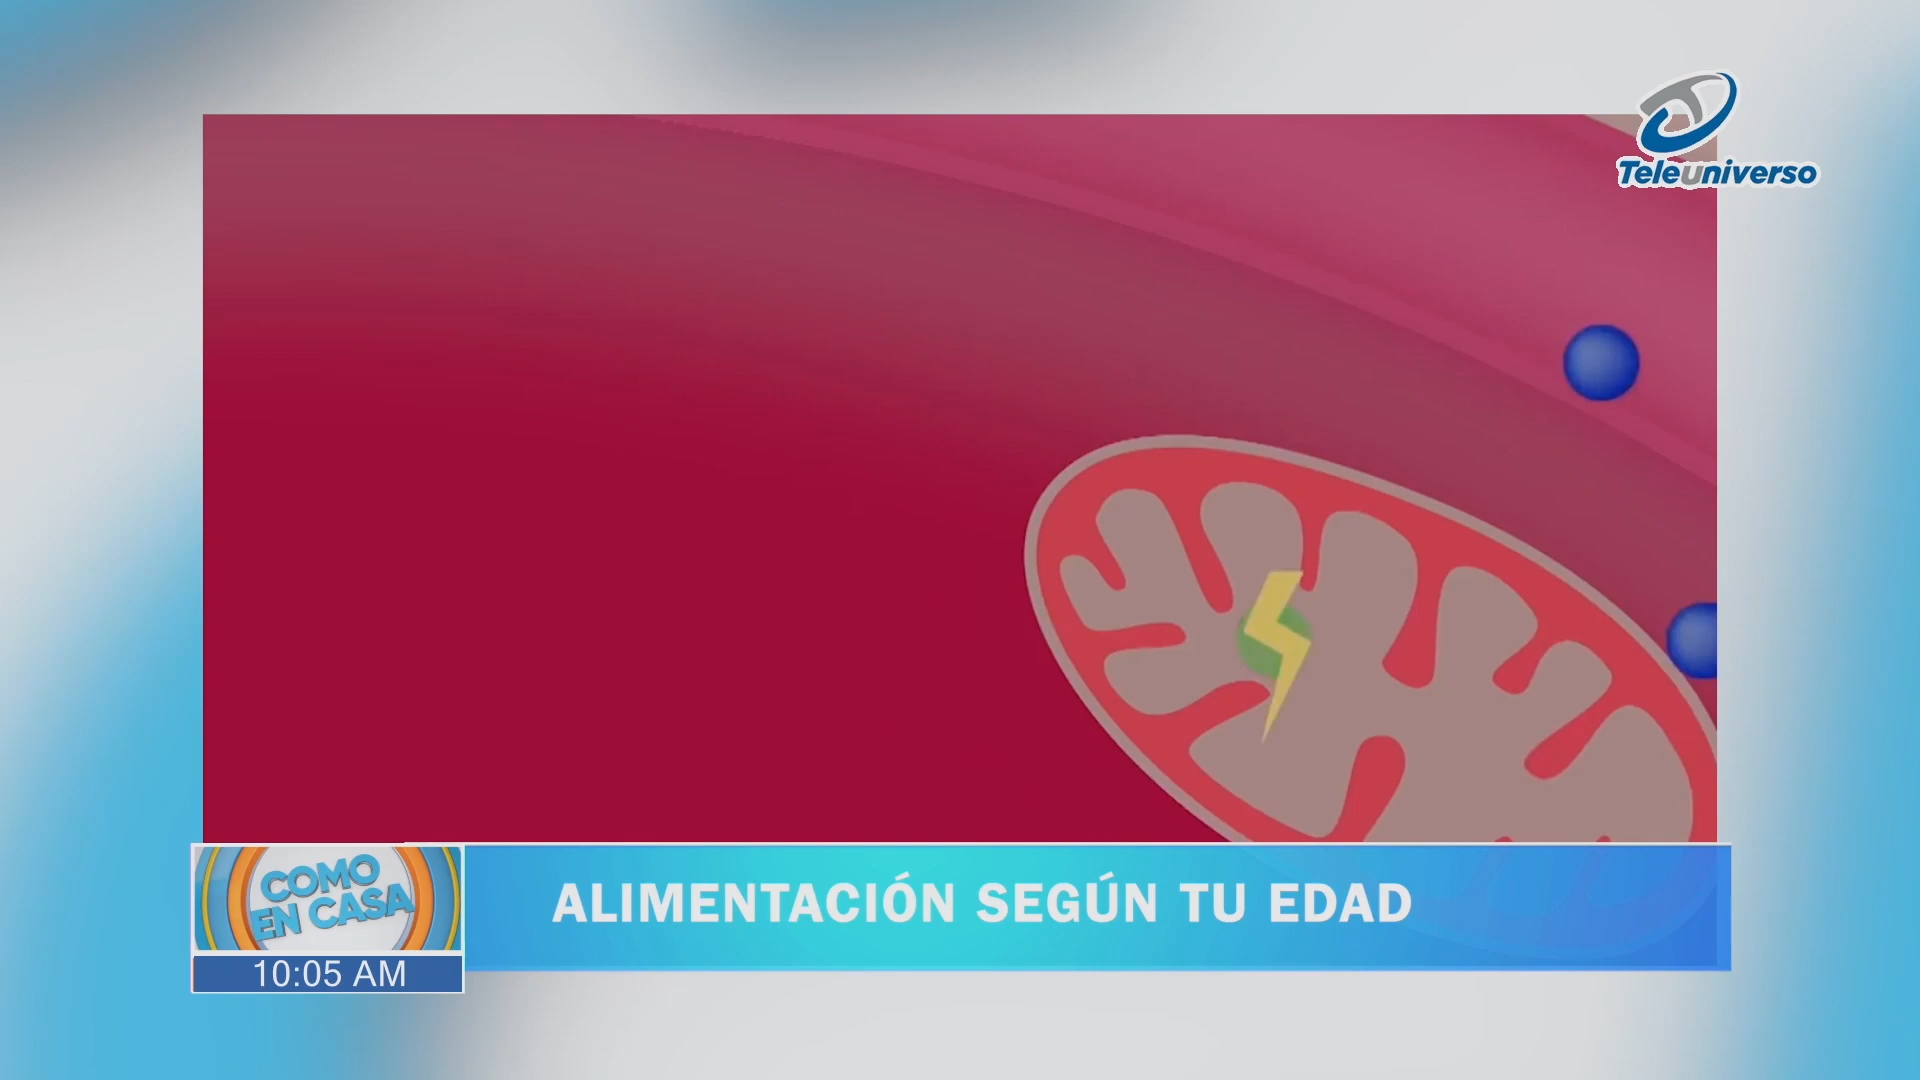 Teleuniverso
COMO
EN CASA
ALIMENTACIÓN SEGÚN TU EDAD
10:05 AM